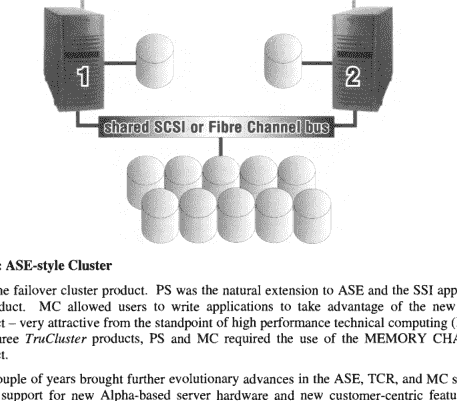 1
2
shared SCSI or Fibre Channel bus
: ASE-style Cluster
ne failover cluster product. PS was the natural extension to ASE and the SSI app
duct. MC allowed users to write applications to take advantage of the new
ct – very attractive from the standpoint of high performance technical computing (
ree TruCluster products, PS and MC required the use of the MEMORY CHA
ct.
ouple of years brought further evolutionary advances in the ASE, TCR, and MC s
support for new Alpha-based server hardware and new customer-centric featu